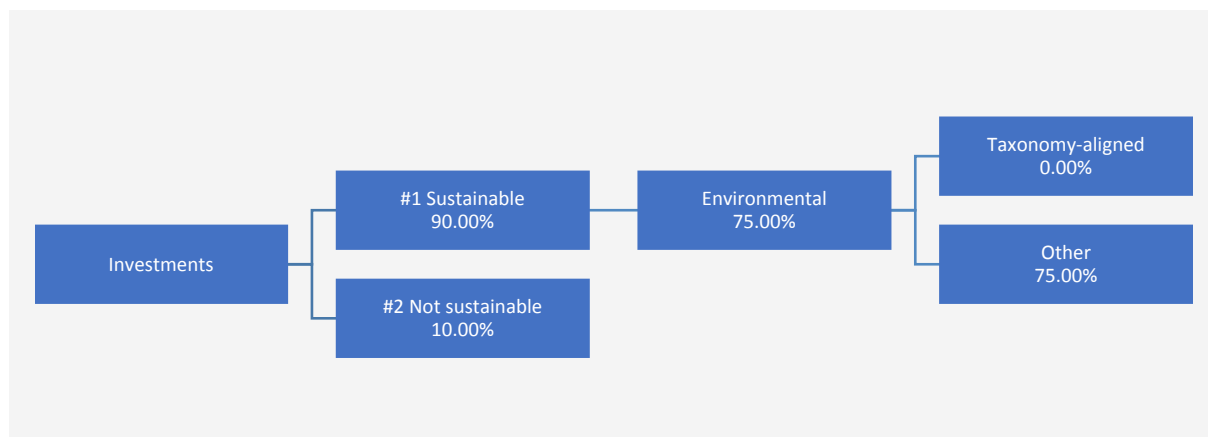 Investments
#1 Sustainable
90.00%
#2 Not sustainable
10.00%
Environmental
75.00%
Taxonomy-aligned
0.00%
Other
75.00%